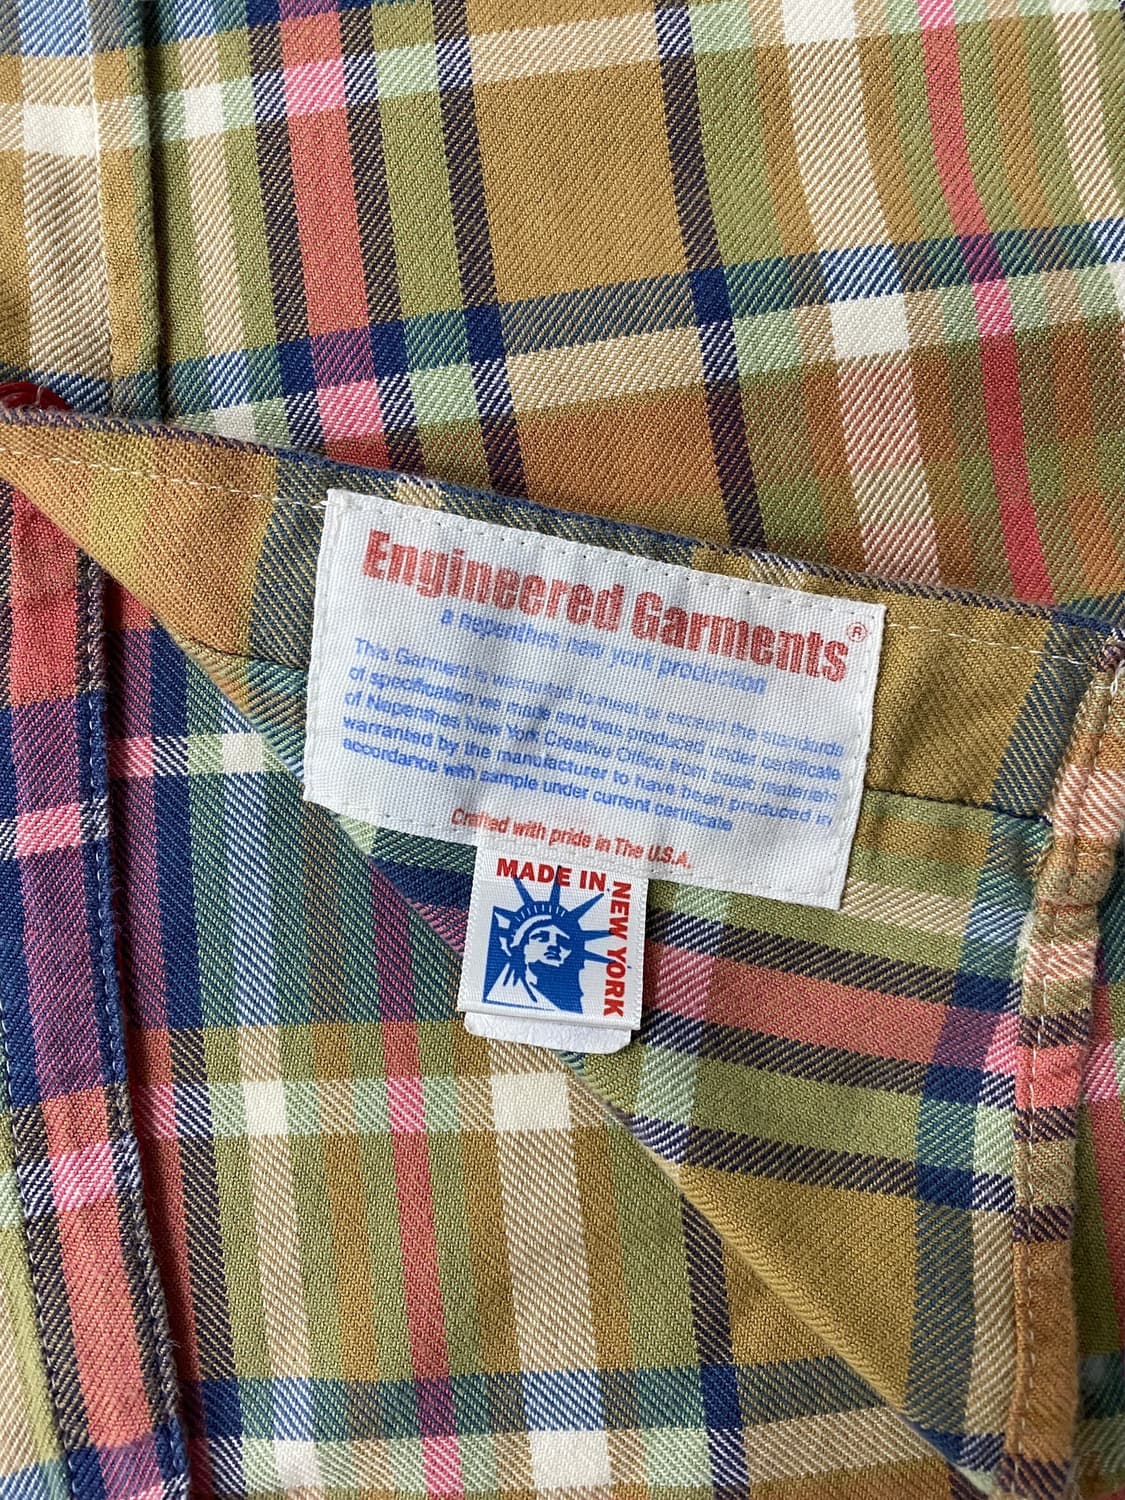 Engineered Garments®
a nepenthes new york production
This Garment is warranted to meet or exceed the standards
of specification we made and was produced under certificate
of Nepenthes New York Creative Office from basic materials
warranted by the manufacturer to have been produced in
accordance with sample under current certificate
Crafted with pride in The U.S.A.
MADE IN
NEW YORK